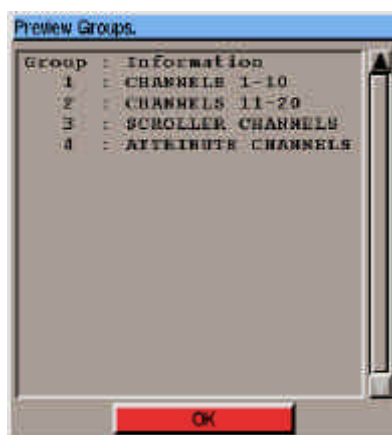 Preview Groups.
Group : Information
1 : CHANNELS 1-10
2 : CHANNELS 11-20
3 : SCROLLER CHANNELS
4 : ATTRIBUTE CHANNELS
OK